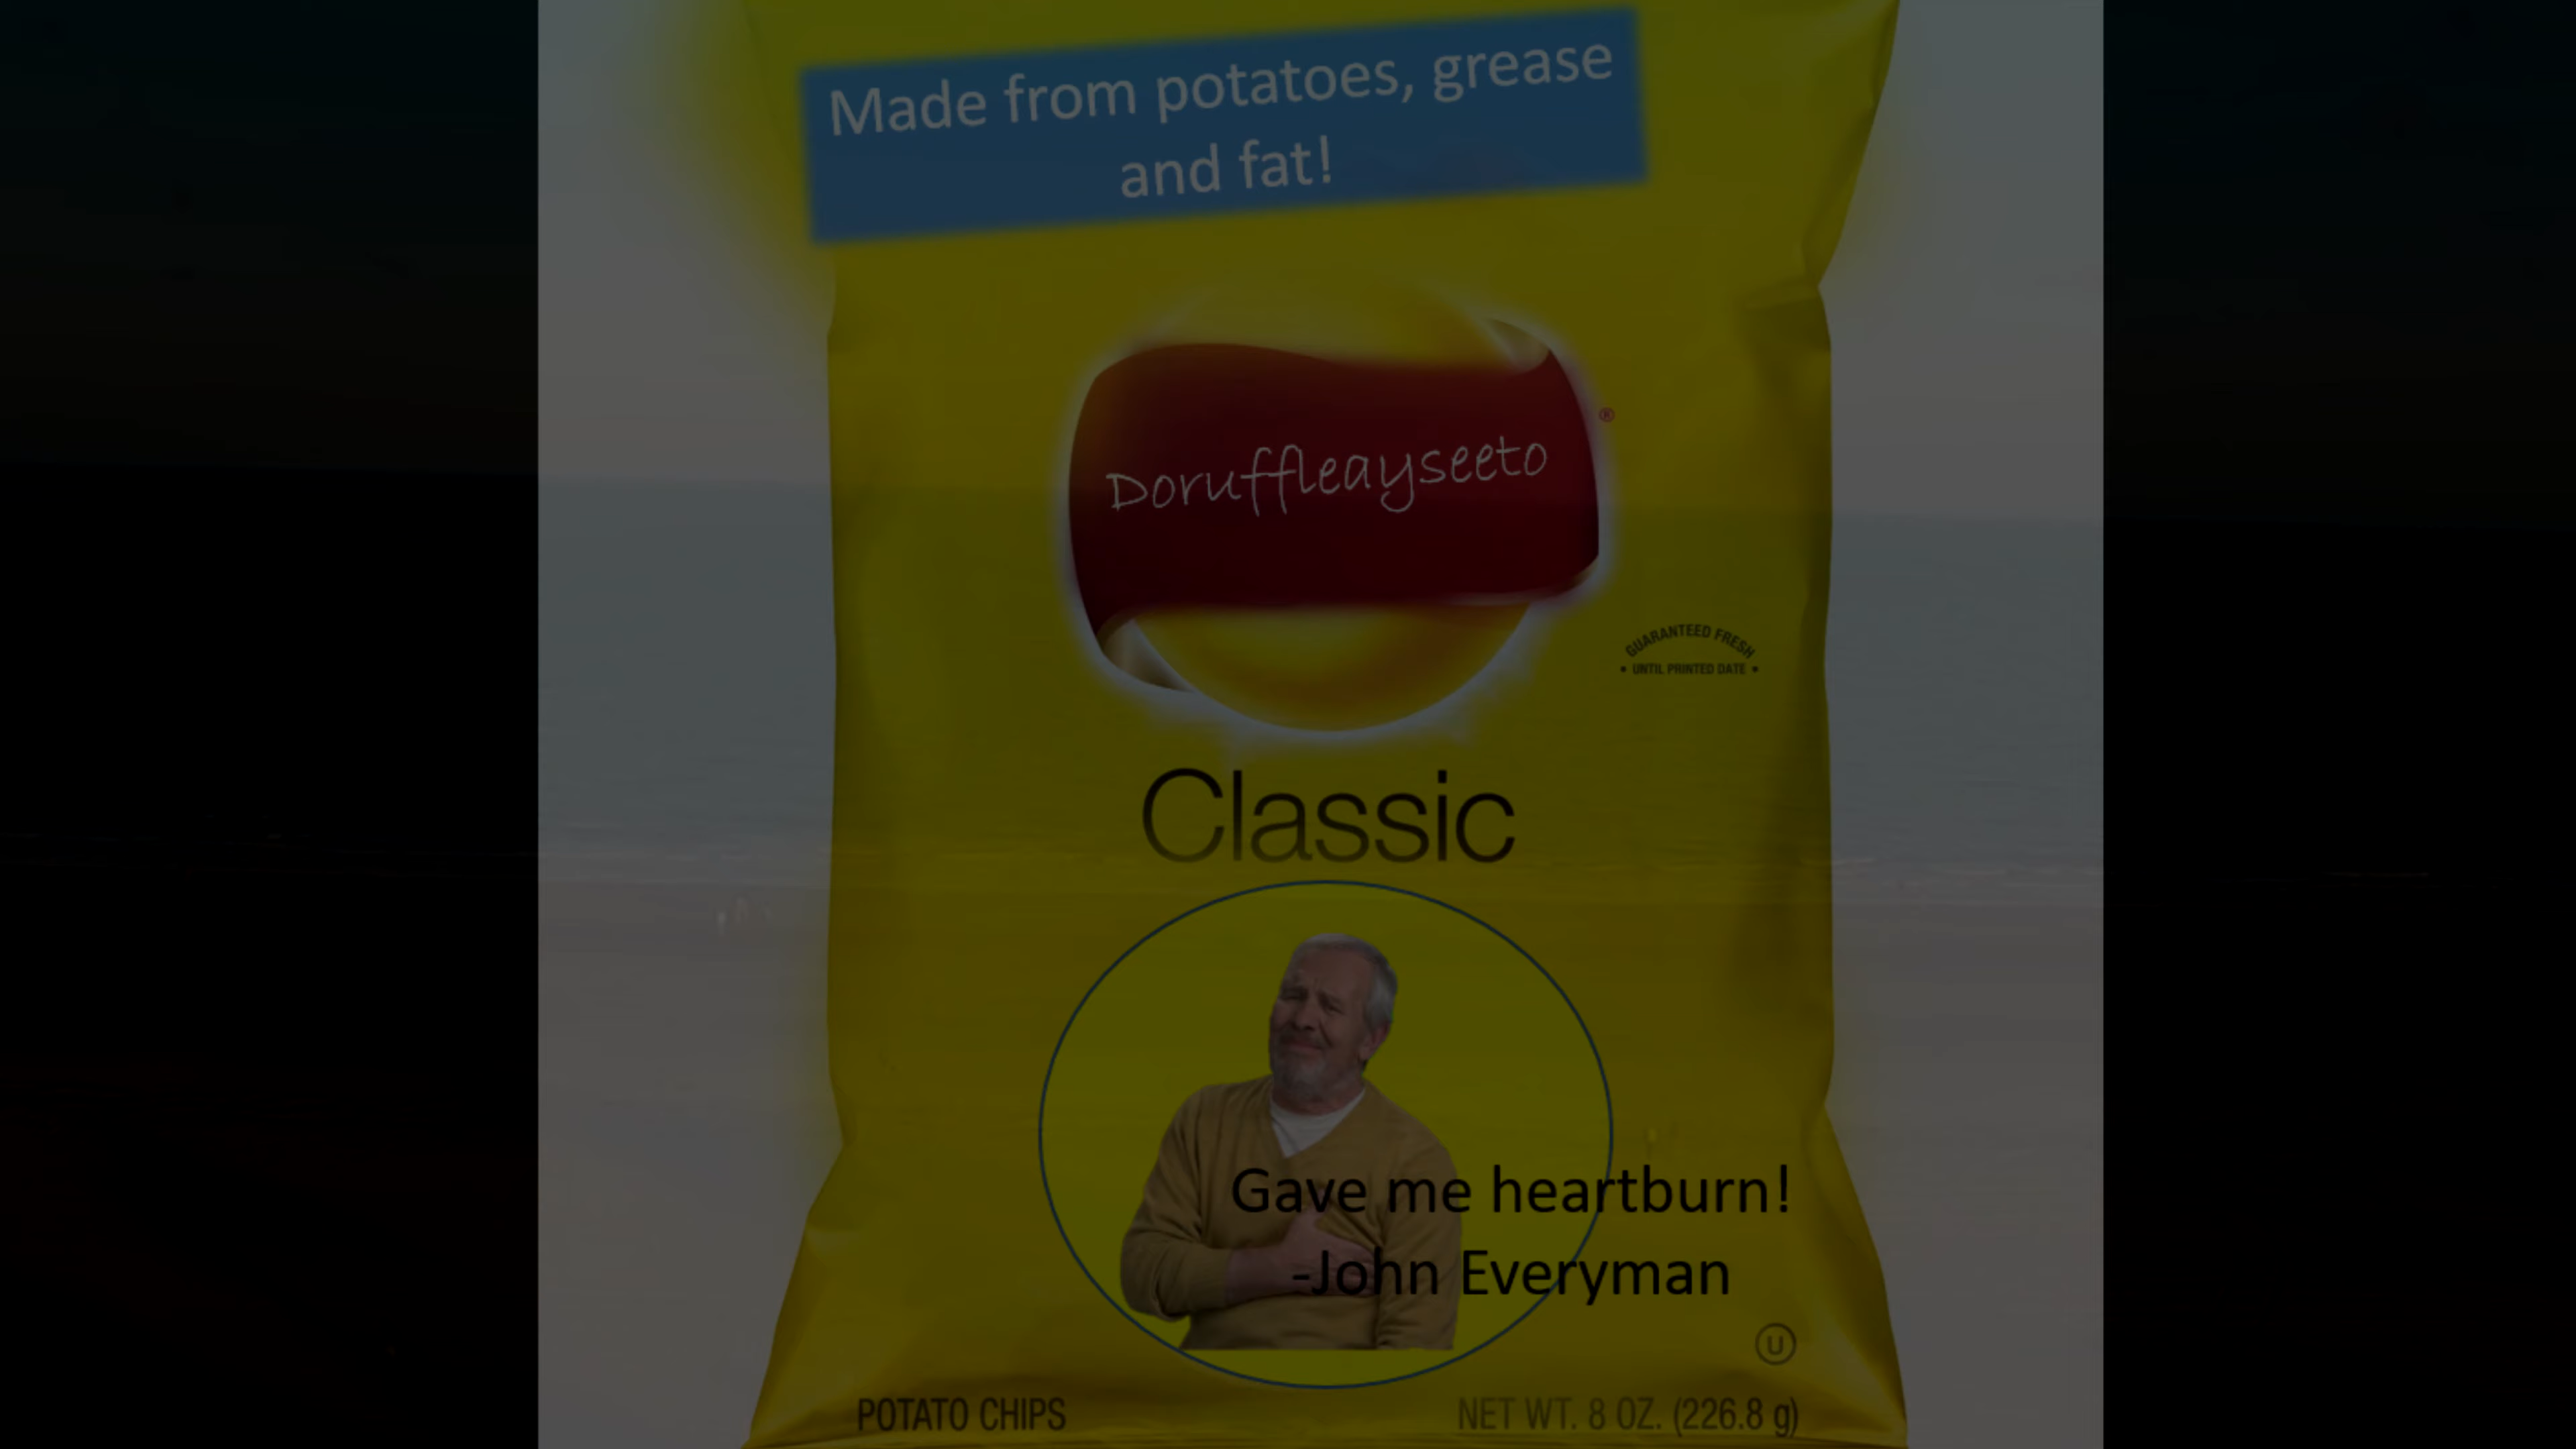 Made from potatoes, grease
and fat!
Doruffleayseeto
®
GUARANTEED FRESH
• UNTIL PRINTED DATE •
Classic
Gave me heartburn!
-John Everyman
U
POTATO CHIPS
NET WT. 8 OZ. (226.8 g)